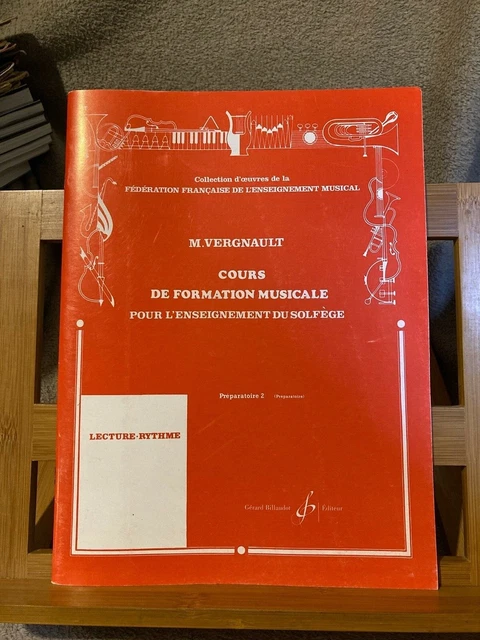 Collection d'œuvres de la
FÉDÉRATION FRANÇAISE DE L'ENSEIGNEMENT MUSICAL
M. VERGNAULT
COURS
DE FORMATION MUSICALE
POUR L'ENSEIGNEMENT DU SOLFÈGE
Preparatoire 2 (Preparatoire)
LECTURE-RYTHME
Gérard Billaudot Éditeur